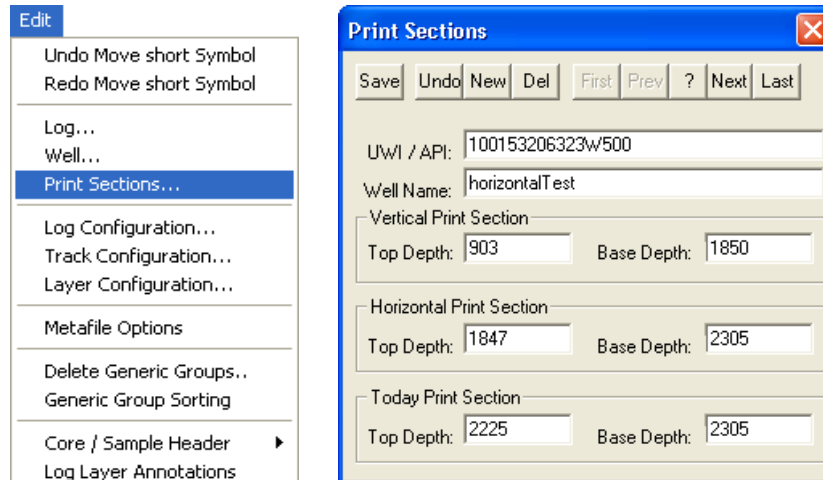 Edit
Undo Move short Symbol
Redo Move short Symbol
Log...
Well...
Print Sections...
Log Configuration...
Track Configuration...
Layer Configuration...
Metafile Options
Delete Generic Groups..
Generic Group Sorting
Core / Sample Header
Log Layer Annotations
Print Sections
Save Undo New Del First Prev ? Next Last
UWI / API: 100153206323W500
Well Name: horizontalTest
Vertical Print Section
Top Depth: 903 Base Depth: 1850
Horizontal Print Section
Top Depth: 1847 Base Depth: 2305
Today Print Section
Top Depth: 2225 Base Depth: 2305